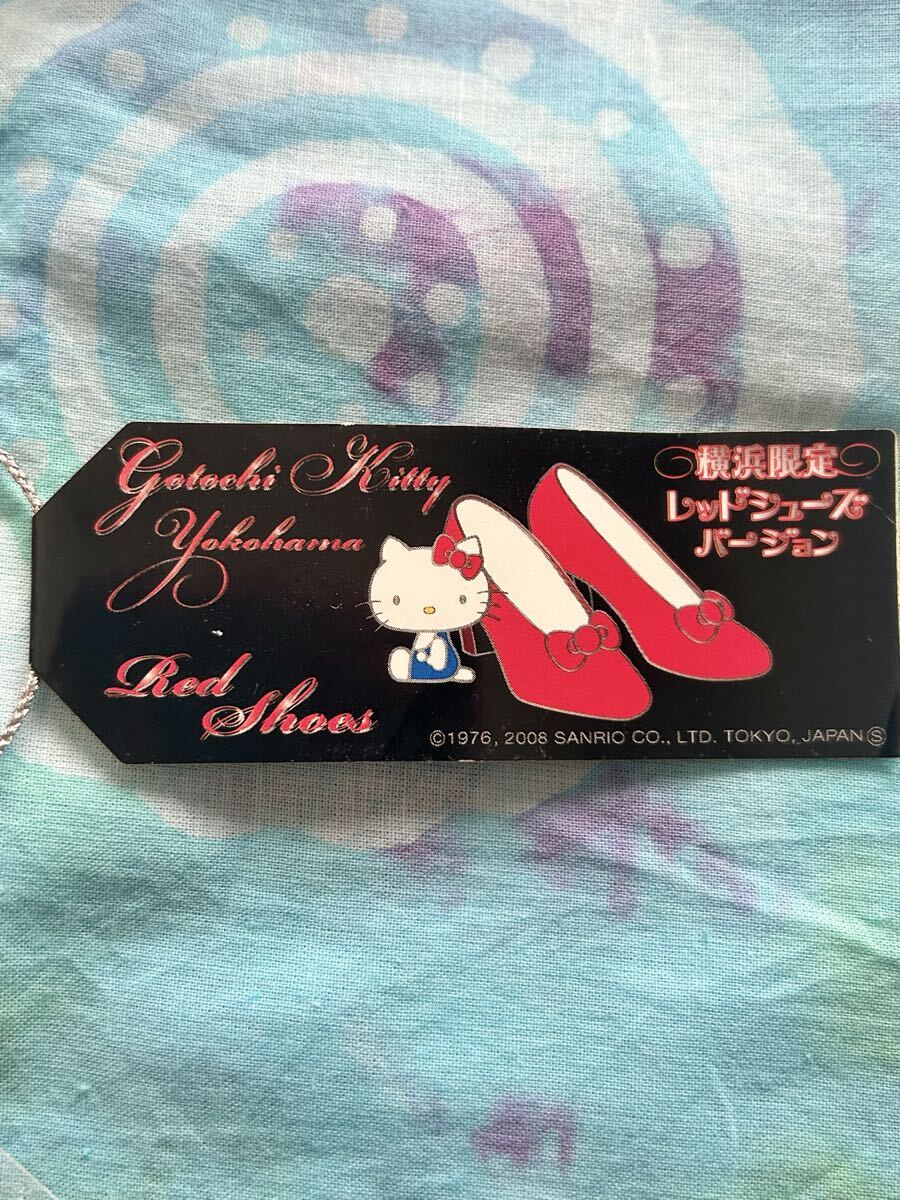 Gotochi Kitty
Yokohama
Red
Shoes
横浜限定
レッドシューズ
バージョン
©1976, 2008 SANRIO CO., LTD. TOKYO, JAPAN Ⓢ